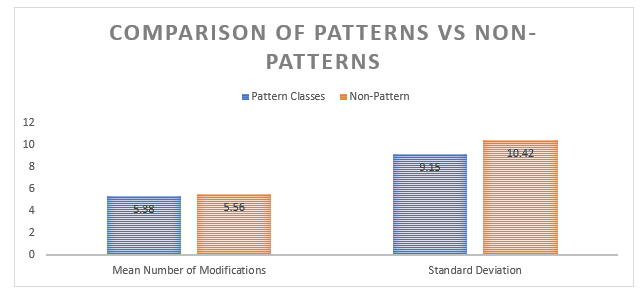 COMPARISON OF PATTERNS VS NON-
PATTERNS
Pattern Classes Non-Pattern
12
10
8
6
4
2
0
5.38 5.56 9.15 10.42
Mean Number of Modifications Standard Deviation